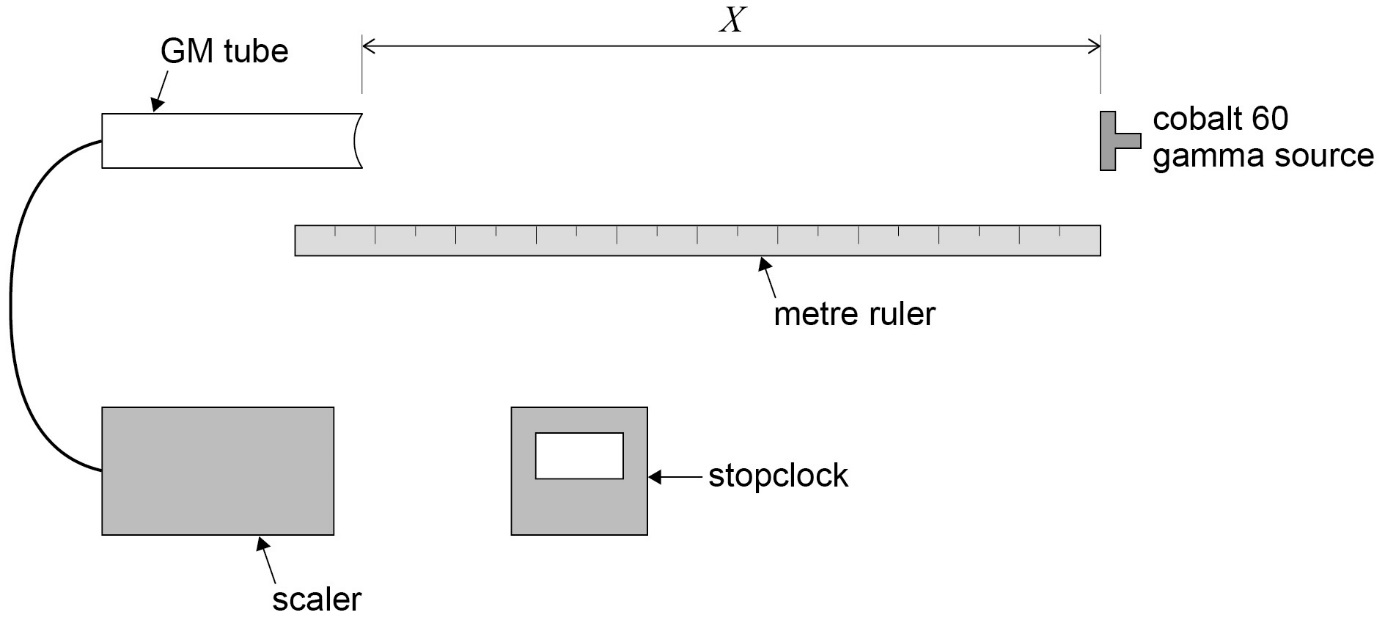 X
GM tube
cobalt 60
gamma source
metre ruler
stopclock
scaler